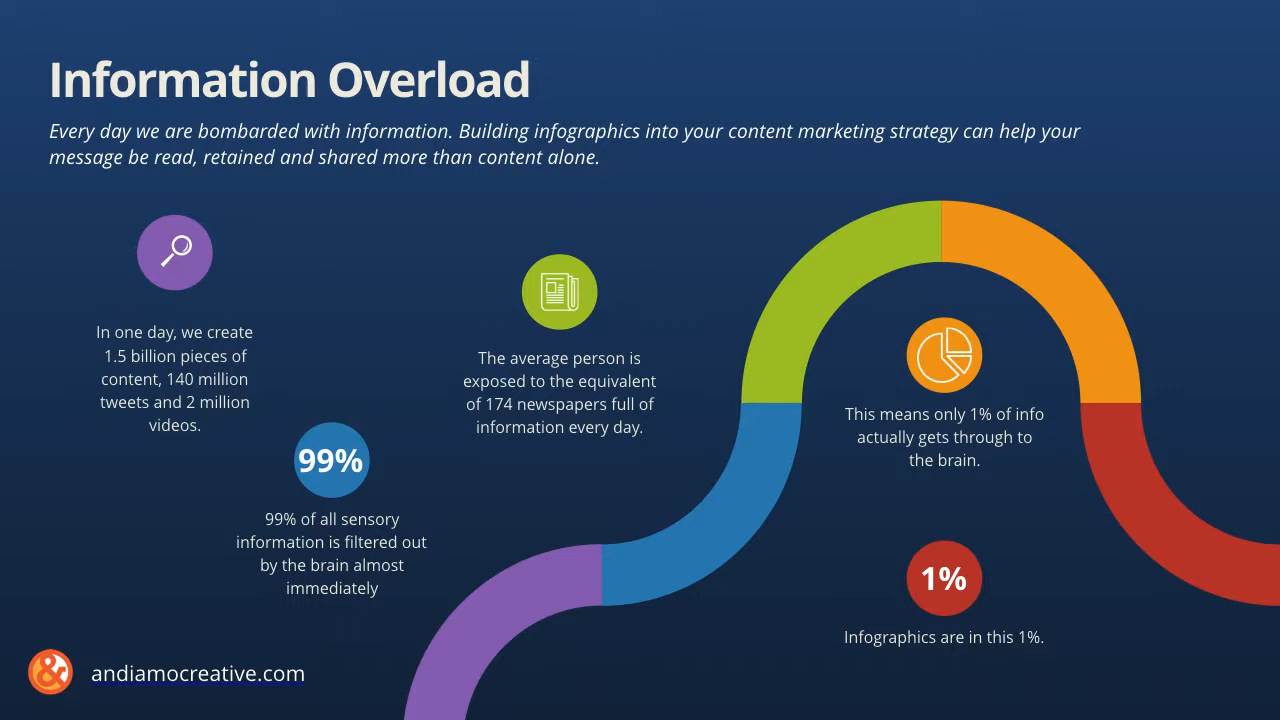 Information Overload
Every day we are bombarded with information. Building infographics into your content marketing strategy can help your
message be read, retained and shared more than content alone.
In one day, we create
1.5 billion pieces of
content, 140 million
tweets and 2 million
videos.
99%
99% of all sensory
information is filtered out
by the brain almost
immediately
The average person is
exposed to the equivalent
of 174 newspapers full of
information every day.
This means only 1% of info
actually gets through to
the brain.
1%
Infographics are in this 1%.
&
andiamocreative.com